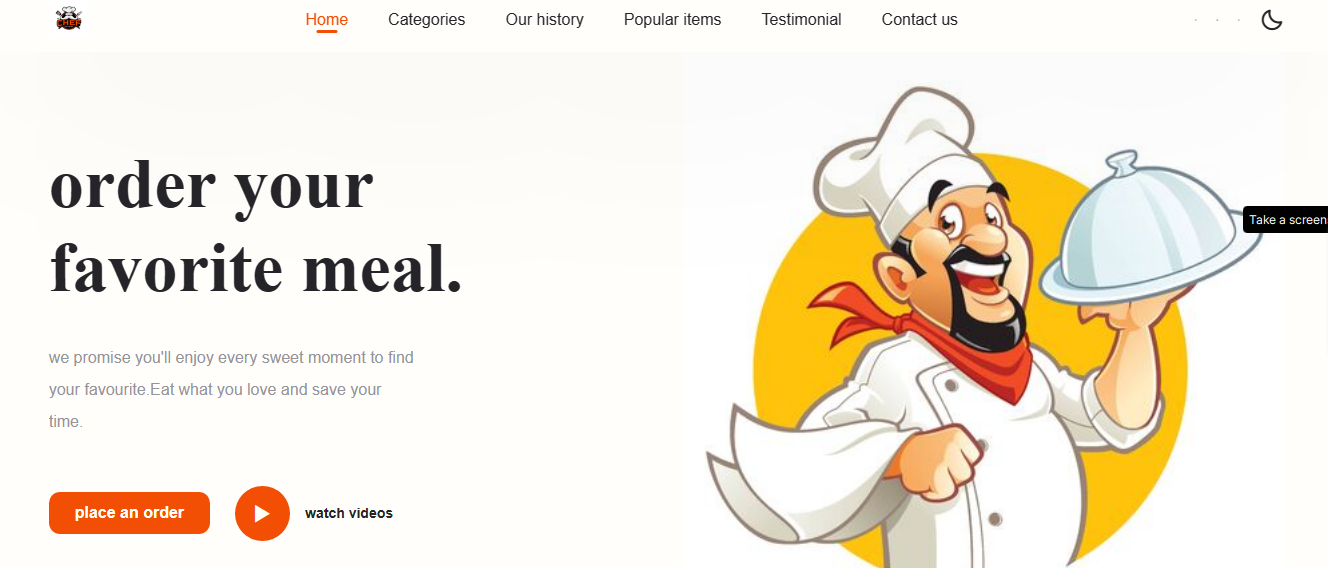 CHEF
Home Categories Our history Popular items Testimonial Contact us
Take a screen
order your
favorite meal.
we promise you'll enjoy every sweet moment to find
your favourite.Eat what you love and save your
time.
place an order
watch videos